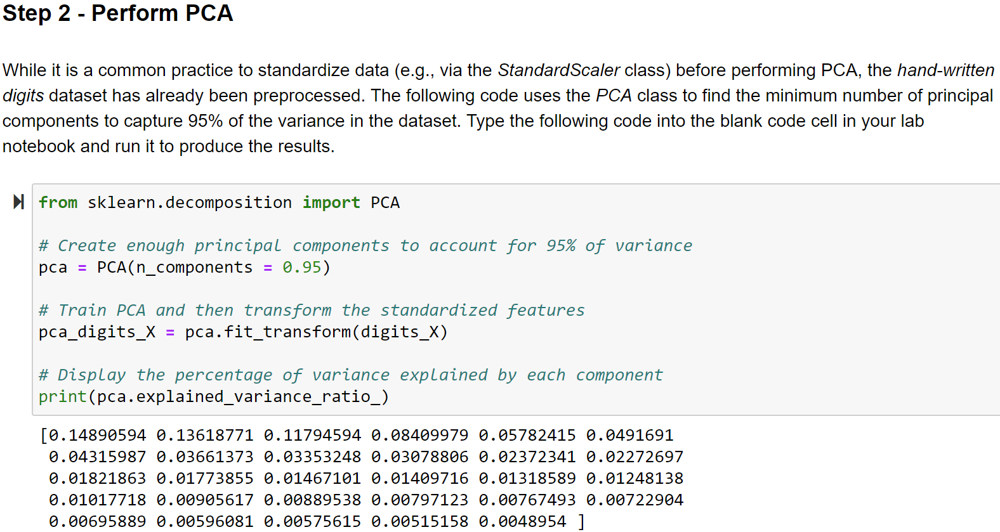 Step 2 - Perform PCA
While it is a common practice to standardize data (e.g., via the StandardScaler class) before performing PCA, the hand-written
digits dataset has already been preprocessed. The following code uses the PCA class to find the minimum number of principal
components to capture 95% of the variance in the dataset. Type the following code into the blank code cell in your lab
notebook and run it to produce the results.
from sklearn.decomposition import PCA
# Create enough principal components to account for 95% of variance
pca = PCA(n_components = 0.95)
# Train PCA and then transform the standardized features
pca_digits_X = pca.fit_transform(digits_X)
# Display the percentage of variance explained by each component
print(pca.explained_variance_ratio_)
[0.14890594 0.13618771 0.11794594 0.08409979 0.05782415 0.0491691
0.04315987 0.03661373 0.03353248 0.03078806 0.02372341 0.02272697
0.01821863 0.01773855 0.01467101 0.01409716 0.01318589 0.01248138
0.01017718 0.00905617 0.00889538 0.00797123 0.00767493 0.00722904
0.00695889 0.00596081 0.00575615 0.00515158 0.0048954 ]